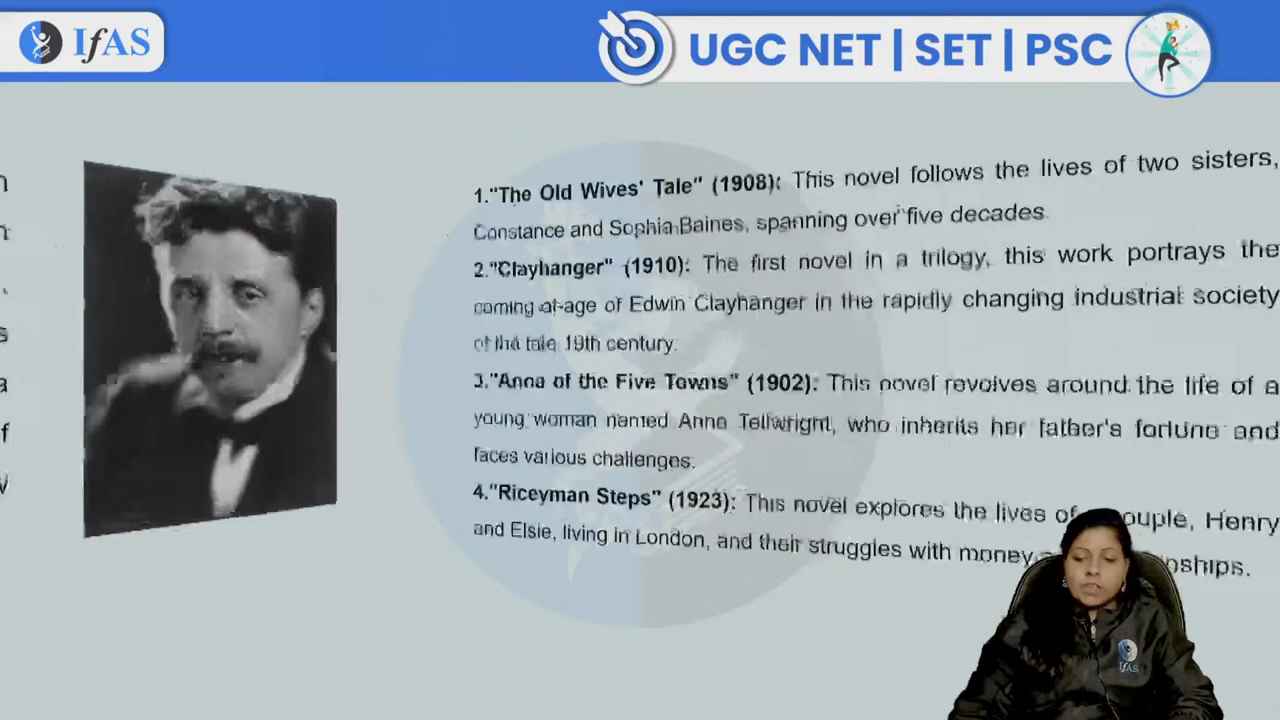 IfAS
UGC NET | SET | PSC
1."The Old Wives' Tale" (1908): This novel follows the lives of two sisters,
Constance and Sophia Baines, spanning over five decades.
2."Clayhanger" (1910): The first novel in a trilogy, this work portrays the
coming-of-age of Edwin Clayhanger in the rapidly changing industrial society
of the late 19th century.
3."Anna of the Five Towns" (1902): This novel revolves around the life of a
young woman named Anna Tellwright, who inherits her father's fortune and
faces various challenges.
4."Riceyman Steps" (1923): This novel explores the lives of couple, Henry
and Elsie, living in London, and their struggles with money
IfAS